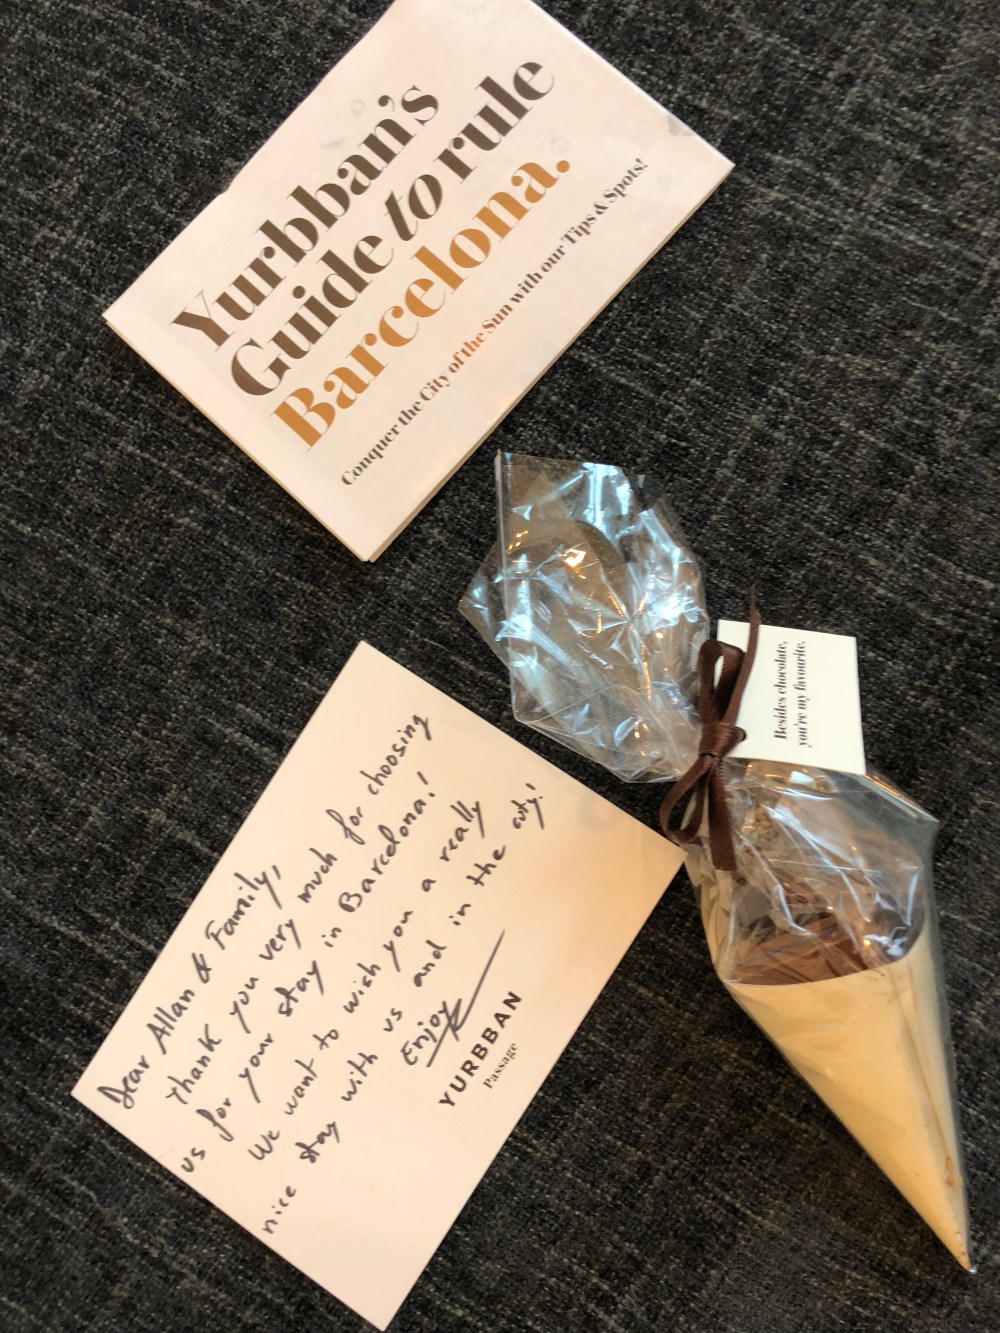 Yurbban's
Guide to rule
Barcelona.
Conquer the City of the Sun with our Tips & Spots!
Besides chocolate,
you're my favourite.
Dear Allan & Family,
Thank you very much for choosing
us for your stay in Barcelona!
We want to wish you a really
nice stay with us and in the city!
Enjoy
YURBBAN
Passage